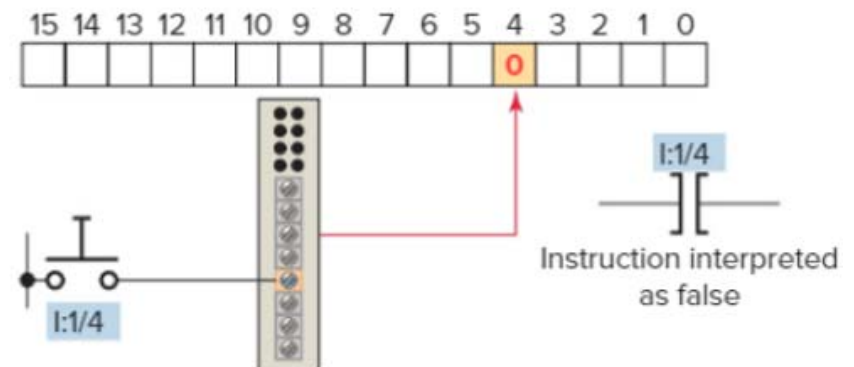 15 14 13 12 11 10 9 8 7 6 5 4 3 2 1 0
0
I:1/4
Instruction interpreted
as false
I:1/4